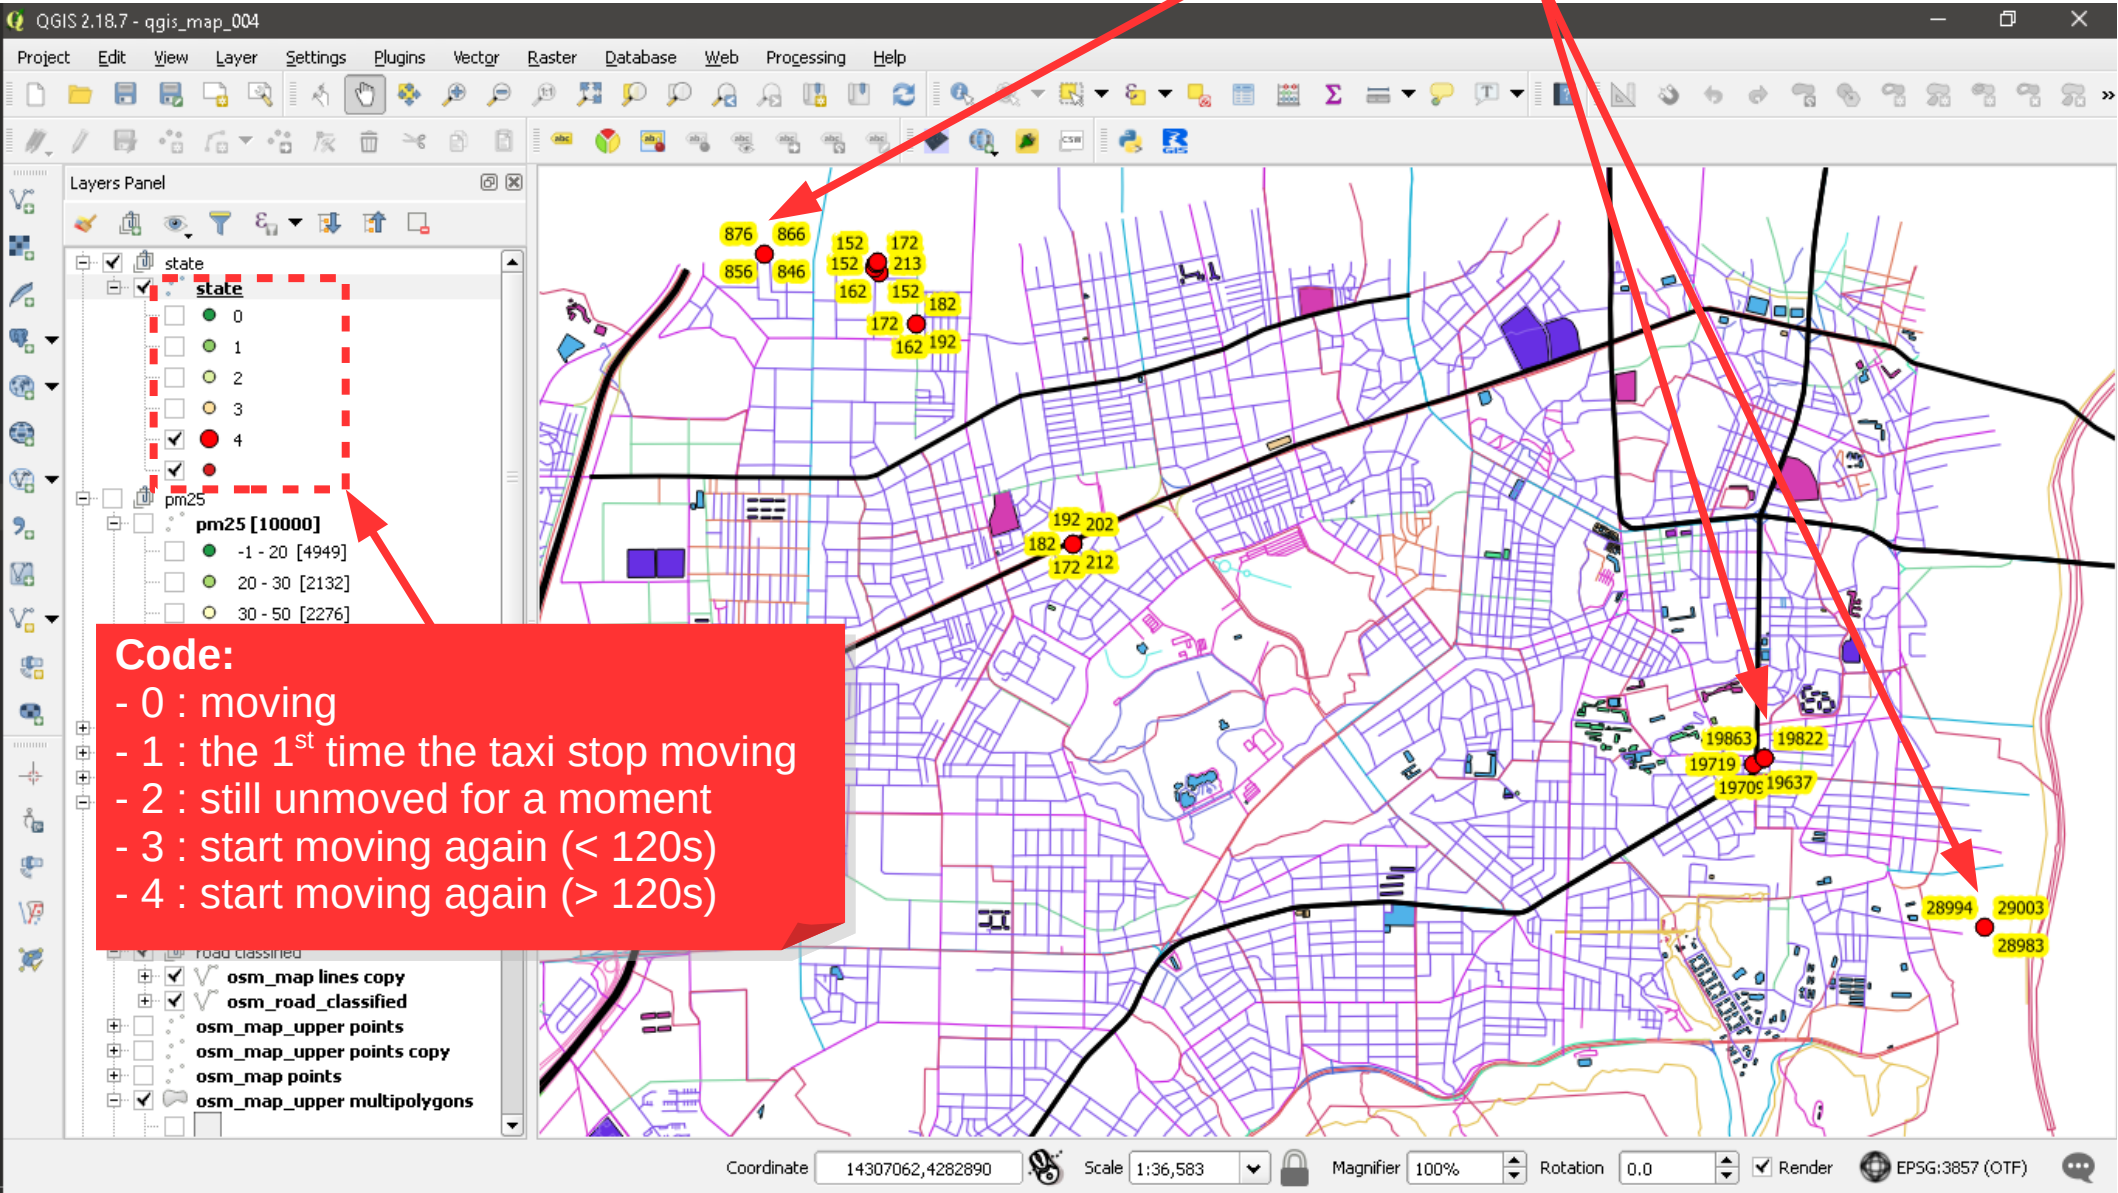 QGIS 2.18.7 - qgis_map_004
Project Edit View Layer Settings Plugins Vector Raster Database Web Processing Help
Layers Panel
state
state
0
1
2
3
4
pm25
pm25 [10000]
-1 - 20 [4949]
20 - 30 [2132]
30 - 50 [2276]
Code:
- 0 : moving
- 1 : the 1st time the taxi stop moving
- 2 : still unmoved for a moment
- 3 : start moving again (< 120s)
- 4 : start moving again (> 120s)
road classified
osm_map lines copy
osm_road_classified
osm_map_upper points
osm_map_upper points copy
osm_map points
osm_map_upper multipolygons
876 866
856 846
152 172
152 213
162 152
182
172
162 192
192 202
182
172 212
19863 19822
19719
19709 19637
28994 29003
28983
Coordinate 14307062,4282890 Scale 1:36,583 Magnifier 100% Rotation 0.0 Render EPSG:3857 (OTF)